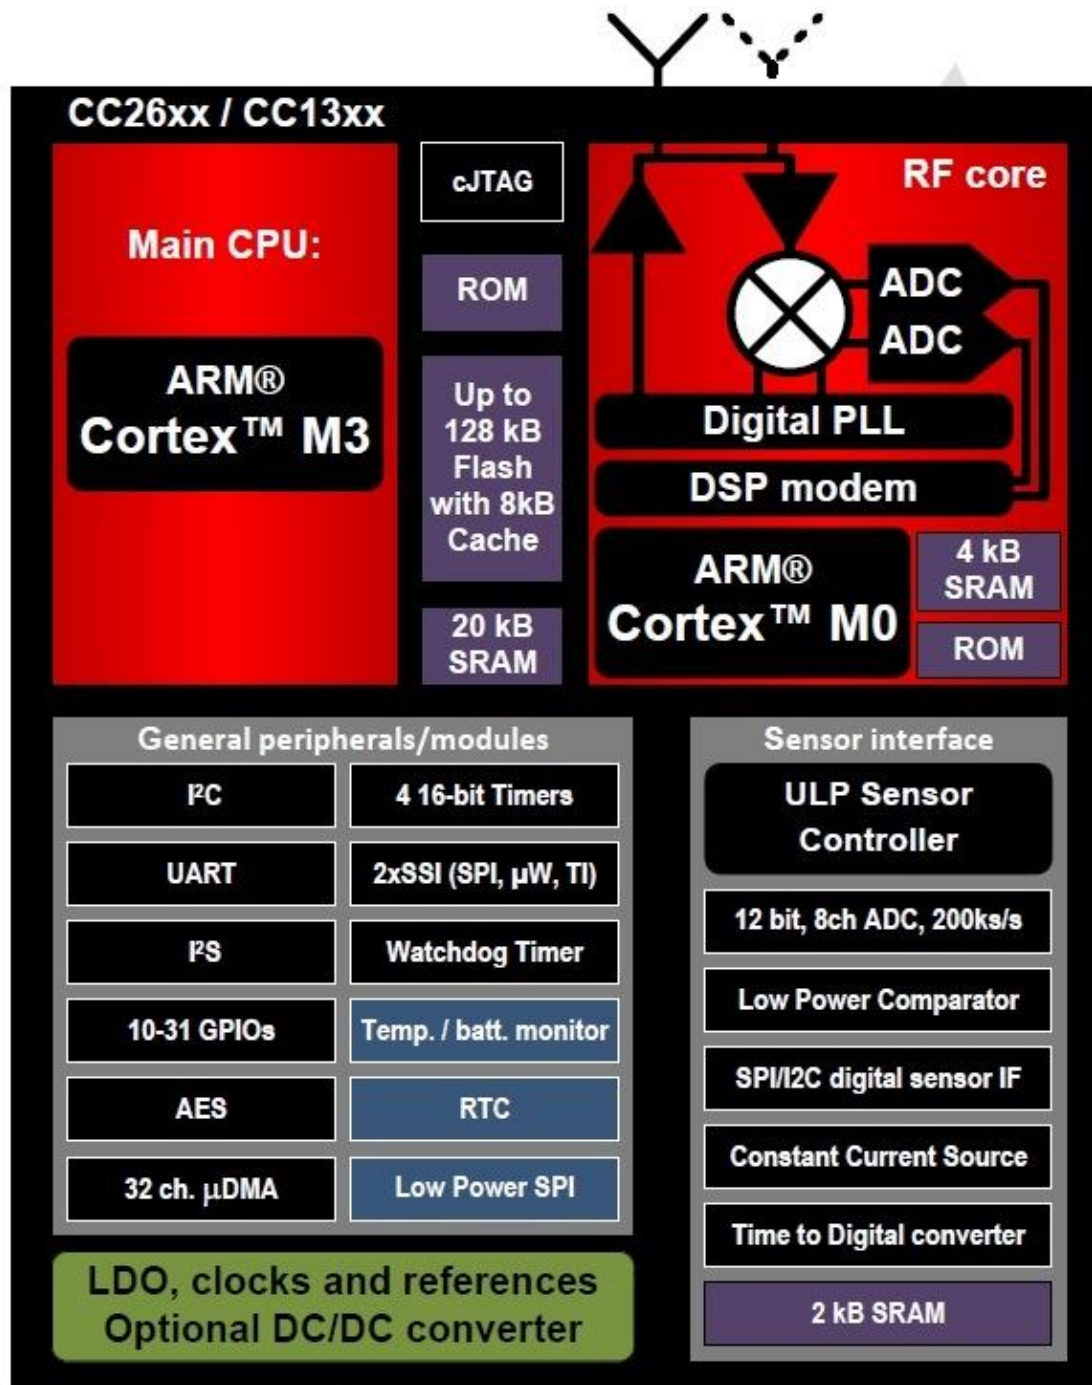 CC26xx / CC13xx
Main CPU:
ARM®
Cortex™ M3
cJTAG
ROM
Up to
128 kB
Flash
with 8kB
Cache
20 kB
SRAM
RF core
ADC
ADC
Digital PLL
DSP modem
ARM®
Cortex™ M0
4 kB
SRAM
ROM
General peripherals/modules
I²C
4 16-bit Timers
UART
2xSSI (SPI, µW, TI)
I²S
Watchdog Timer
10-31 GPIOs
Temp. / batt. monitor
AES
RTC
32 ch. µDMA
Low Power SPI
LDO, clocks and references
Optional DC/DC converter
Sensor interface
ULP Sensor
Controller
12 bit, 8ch ADC, 200ks/s
Low Power Comparator
SPI/I2C digital sensor IF
Constant Current Source
Time to Digital converter
2 kB SRAM